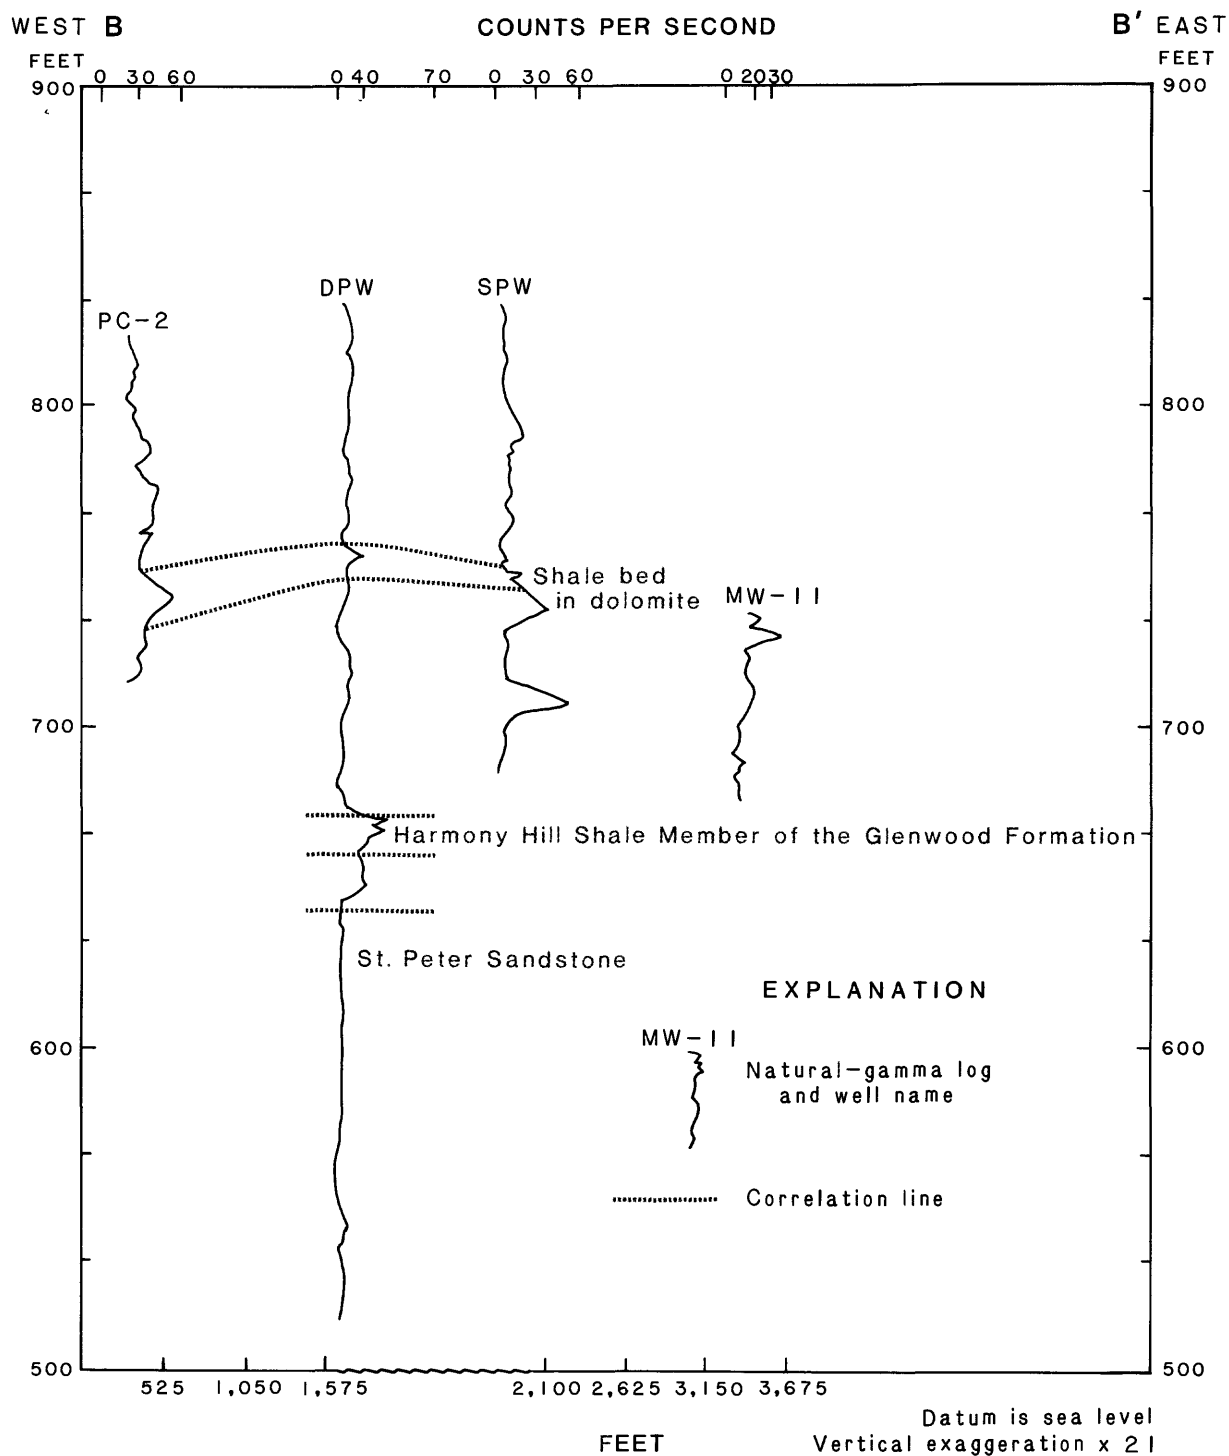 WEST B COUNTS PER SECOND B' EAST
FEET FEET
0 30 60 0 40 70 0 30 60 0 20 30
900 900
DPW SPW
PC-2
800 800
Shale bed
in dolomite
MW-11
700 700
Harmony Hill Shale Member of the Glenwood Formation
St. Peter Sandstone
EXPLANATION
MW-11
600 600
Natural-gamma log
and well name
Correlation line
500 500
525 1,050 1,575 2,100 2,625 3,150 3,675
Datum is sea level
FEET Vertical exaggeration x 21